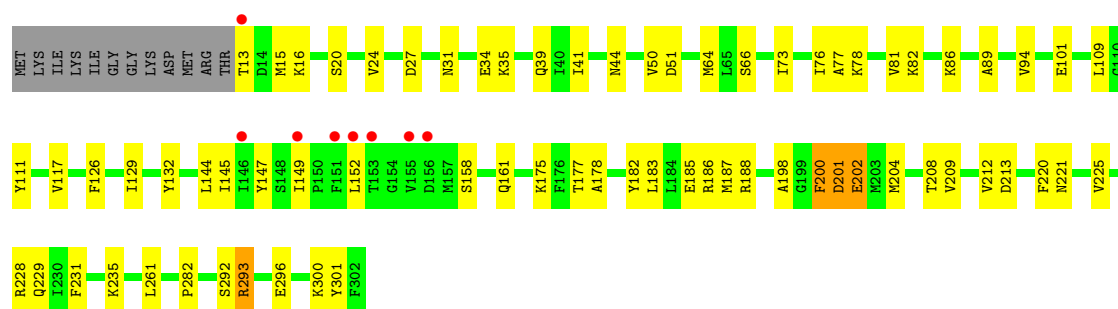 MET LYS ILE LYS ILE GLY GLY LYS ASP MET ARG THR T13 D14 M15 K16 S20 V24 D27 N31 E34 K35 Q39 I40 I41 N44 V50 D51 M64 L65 S66 I73 I76 A77 K78 V81 K82 K86 A89 V94 E101 L109 G110
Y111 V117 F126 I129 Y132 L144 I145 I146 Y147 S148 I149 P150 F151 L152 T153 G154 V155 D156 M157 S158 Q161 K175 F176 T177 A178 Y182 L183 L184 E185 R186 M187 R188 A198 G199 F200 D201 E202 M203 M204 T208 V209 V212 D213 F220 N221 V225
R228 Q229 I230 F231 K235 L261 P282 S292 R293 E296 K300 Y301 F302